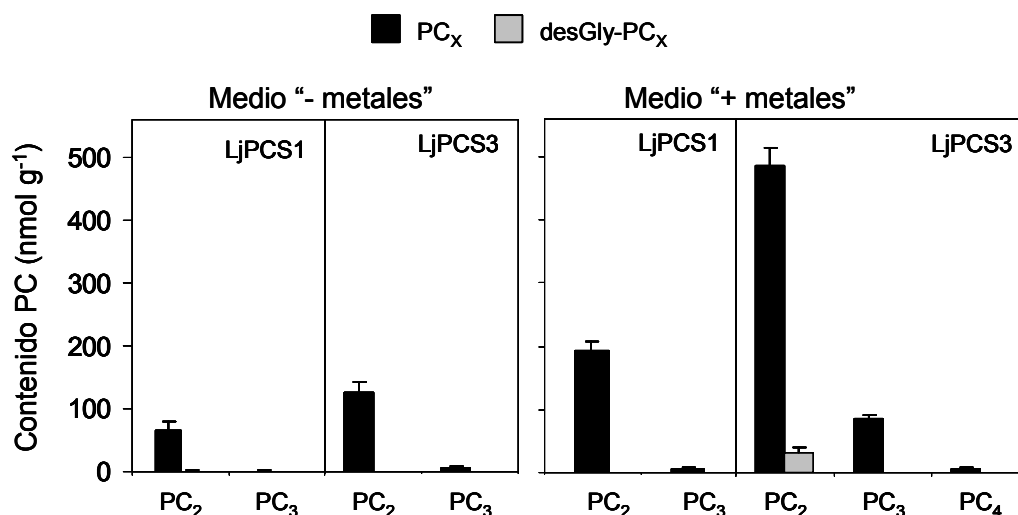 PCX desGly-PCX
Medio “- metales” Medio “+ metales”
LjPCS1 LjPCS3 LjPCS1 LjPCS3
Contenido PC (nmol g-1)
500
400
300
200
100
0
PC2 PC3 PC2 PC3 PC2 PC3 PC2 PC3 PC4